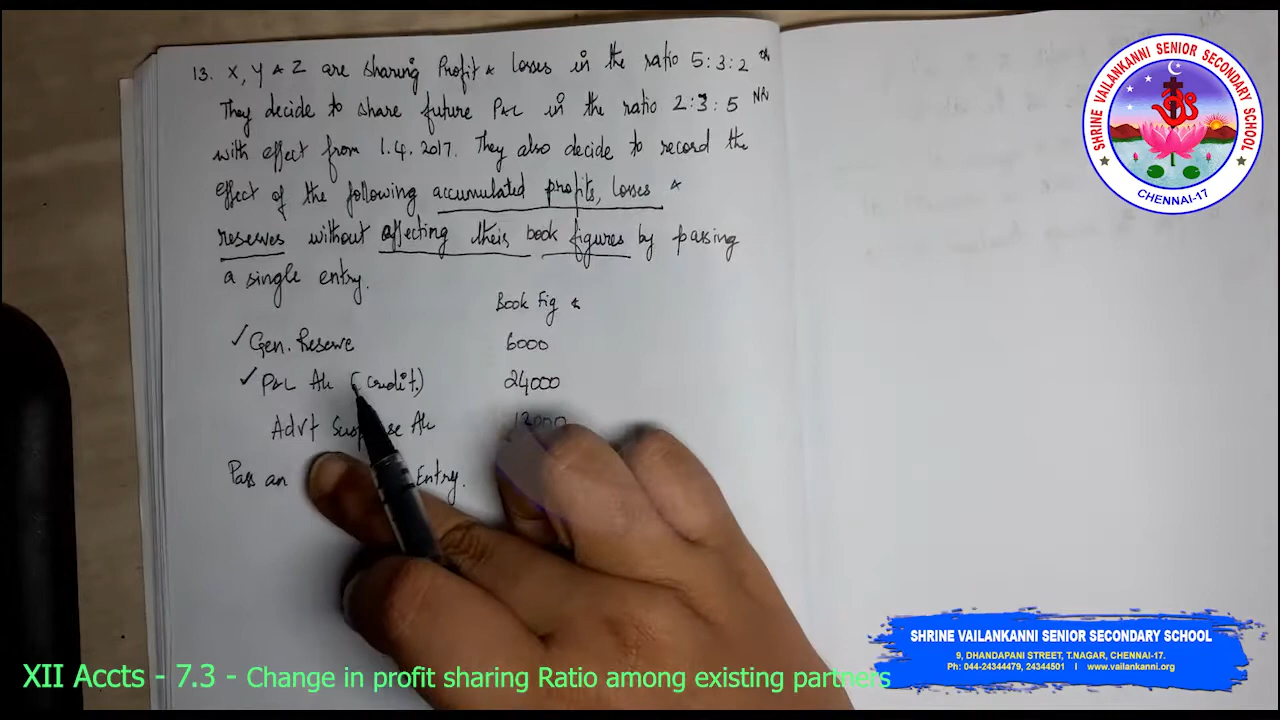 13. X, Y & Z are sharing Profit & Losses in the ratio 5:3:2 OR
They decide to share future P&L in the ratio 2:3:5 NR
with effect from 1.4.2017. They also decide to record the
effect of the following accumulated profits, losses &
reserves without affecting their book figures by passing
a single entry.
Book Fig
✓ Gen. Reserve 6000
✓ P&L A/c (Credit) 24000
Advt Suspense A/c 12000
Pass an Entry.
SHRINE VAILANKANNI SENIOR SECONDARY SCHOOL
CHENNAI-17
SHRINE VAILANKANNI SENIOR SECONDARY SCHOOL
9, DHANDAPANI STREET, T.NAGAR, CHENNAI-17.
Ph: 044-24344479, 24344501 I www.vailankanni.org
XII Accts - 7.3 - Change in profit sharing Ratio among existing partners